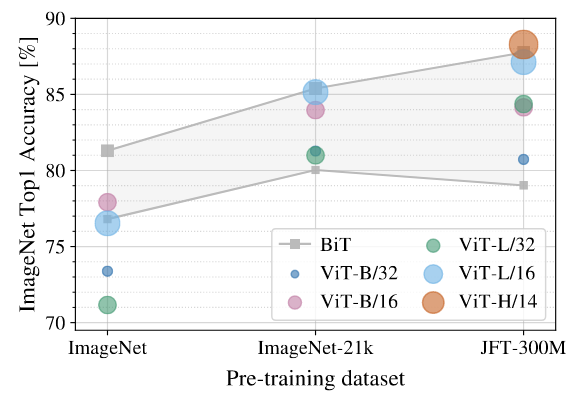 90
85
80
75
70
ImageNet Top1 Accuracy [%]
BiT
ViT-B/32
ViT-B/16
ViT-L/32
ViT-L/16
ViT-H/14
ImageNet
ImageNet-21k
JFT-300M
Pre-training dataset